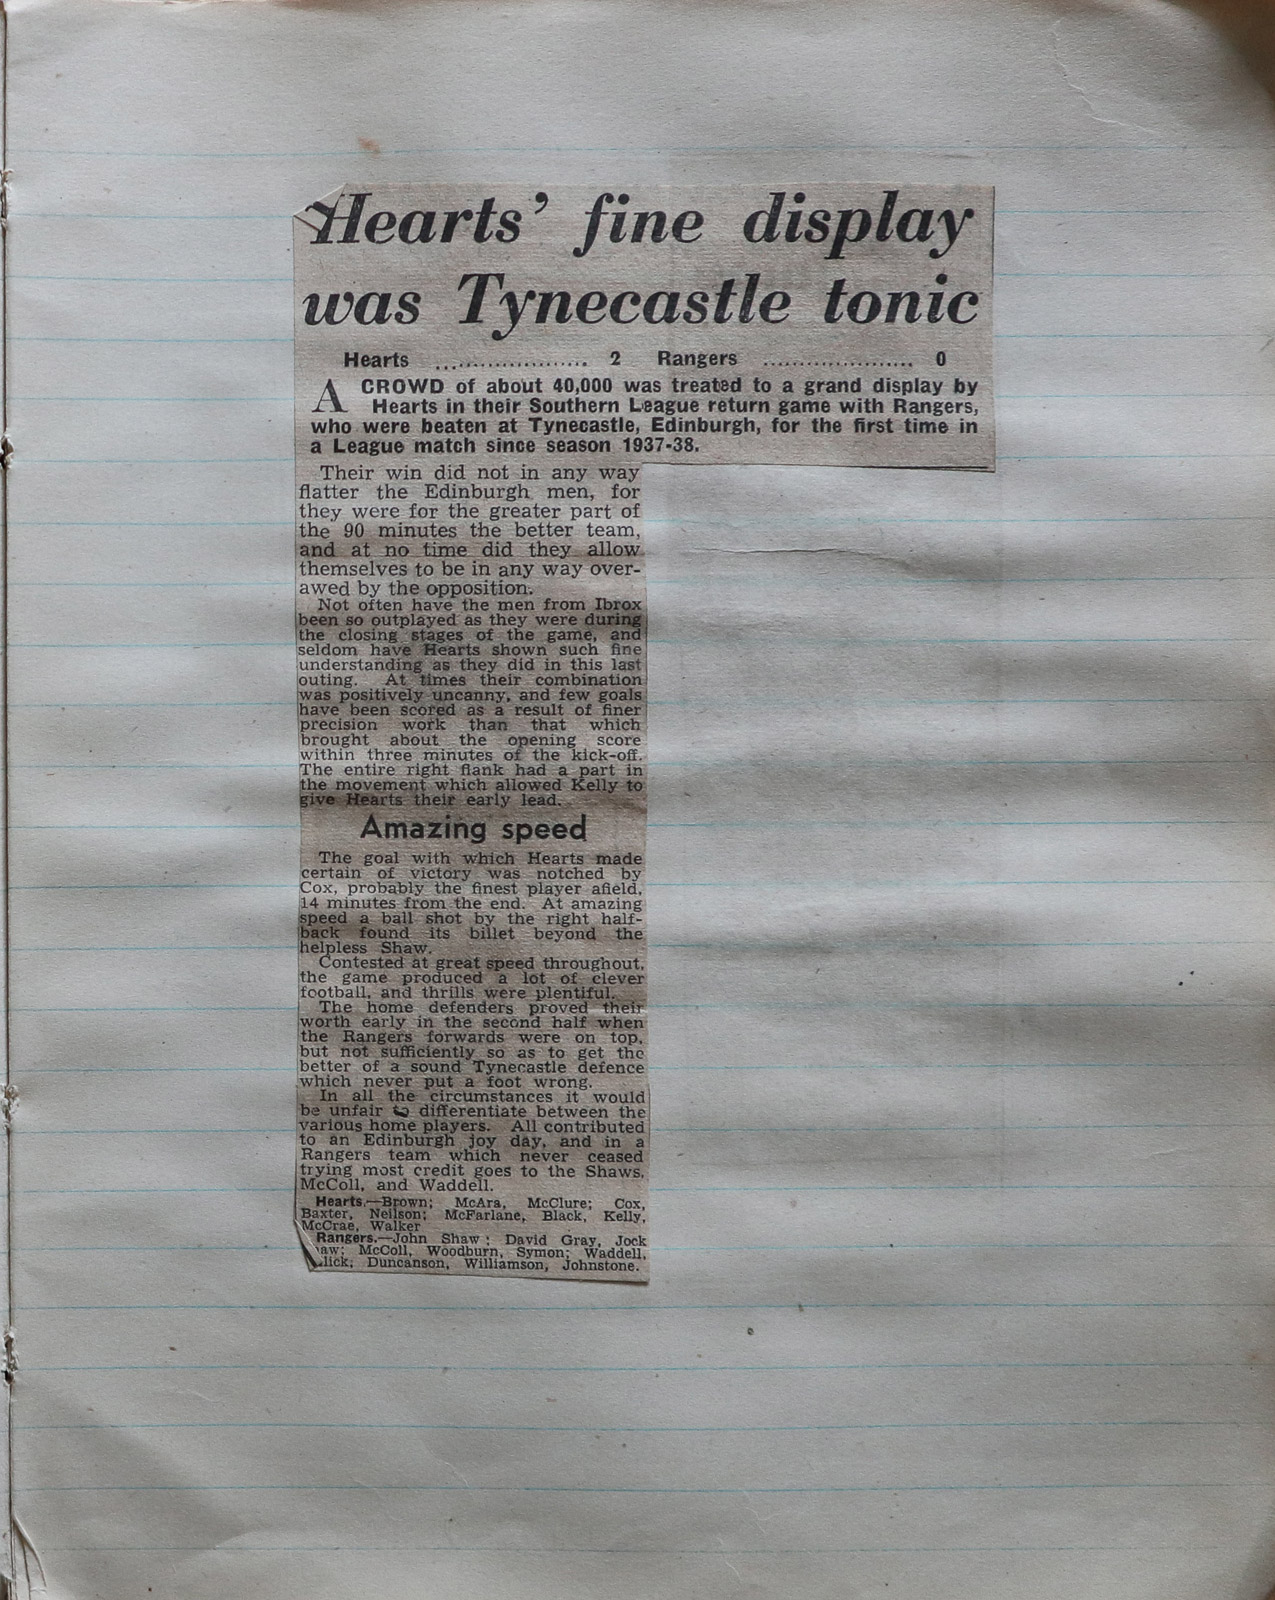 Hearts' fine display
was Tynecastle tonic
Hearts .................... 2 Rangers .................... 0
A CROWD of about 40,000 was treated to a grand display by
Hearts in their Southern League return game with Rangers,
who were beaten at Tynecastle, Edinburgh, for the first time in
a League match since season 1937-38.
Their win did not in any way
flatter the Edinburgh men, for
they were for the greater part of
the 90 minutes the better team,
and at no time did they allow
themselves to be in any way over-
awed by the opposition.
Not often have the men from Ibrox
been so outplayed as they were during
the closing stages of the game, and
seldom have Hearts shown such fine
understanding as they did in this last
outing. At times their combination
was positively uncanny, and few goals
have been scored as a result of finer
precision work than that which
brought about the opening score
within three minutes of the kick-off.
The entire right flank had a part in
the movement which allowed Kelly to
give Hearts their early lead.
Amazing speed
The goal with which Hearts made
certain of victory was notched by
Cox, probably the finest player afield,
14 minutes from the end. At amazing
speed a ball shot by the right half-
back found its billet beyond the
helpless Shaw.
Contested at great speed throughout,
the game produced a lot of clever
football, and thrills were plentiful.
The home defenders proved their
worth early in the second half when
the Rangers forwards were on top,
but not sufficiently so as to get the
better of a sound Tynecastle defence
which never put a foot wrong.
In all the circumstances it would
be unfair to differentiate between the
various home players. All contributed
to an Edinburgh joy day, and in a
Rangers team which never ceased
trying most credit goes to the Shaws,
McColl, and Waddell.
Hearts.—Brown; McAra, McClure; Cox,
Baxter, Neilson; McFarlane, Black, Kelly,
McCrae, Walker
Rangers.—John Shaw; David Gray, Jock
aw; McColl, Woodburn, Symon; Waddell,
lick; Duncanson, Williamson, Johnstone.